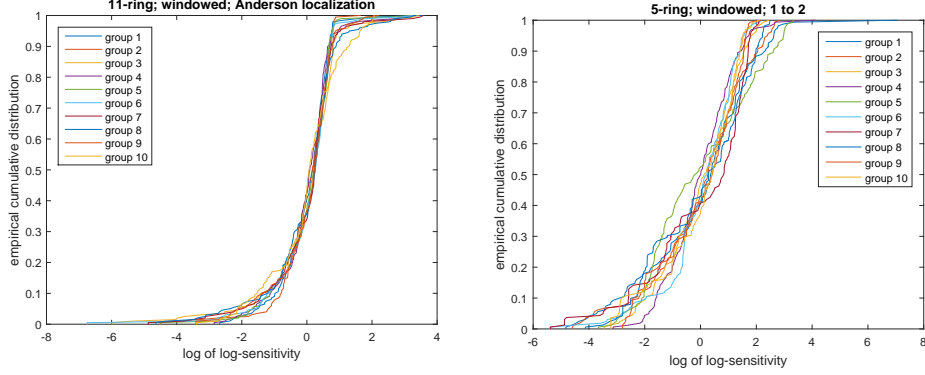 11-ring; windowed; Anderson localization
1
0.9
0.8
0.7
0.6
0.5
0.4
0.3
0.2
0.1
0
empirical cumulative distribution
group 1
group 2
group 3
group 4
group 5
group 6
group 7
group 8
group 9
group 10
-8 -6 -4 -2 0 2 4
log of log-sensitivity
5-ring; windowed; 1 to 2
1
0.9
0.8
0.7
0.6
0.5
0.4
0.3
0.2
0.1
0
empirical cumulative distribution
group 1
group 2
group 3
group 4
group 5
group 6
group 7
group 8
group 9
group 10
-6 -4 -2 0 2 4 6 8
log of log-sensitivity